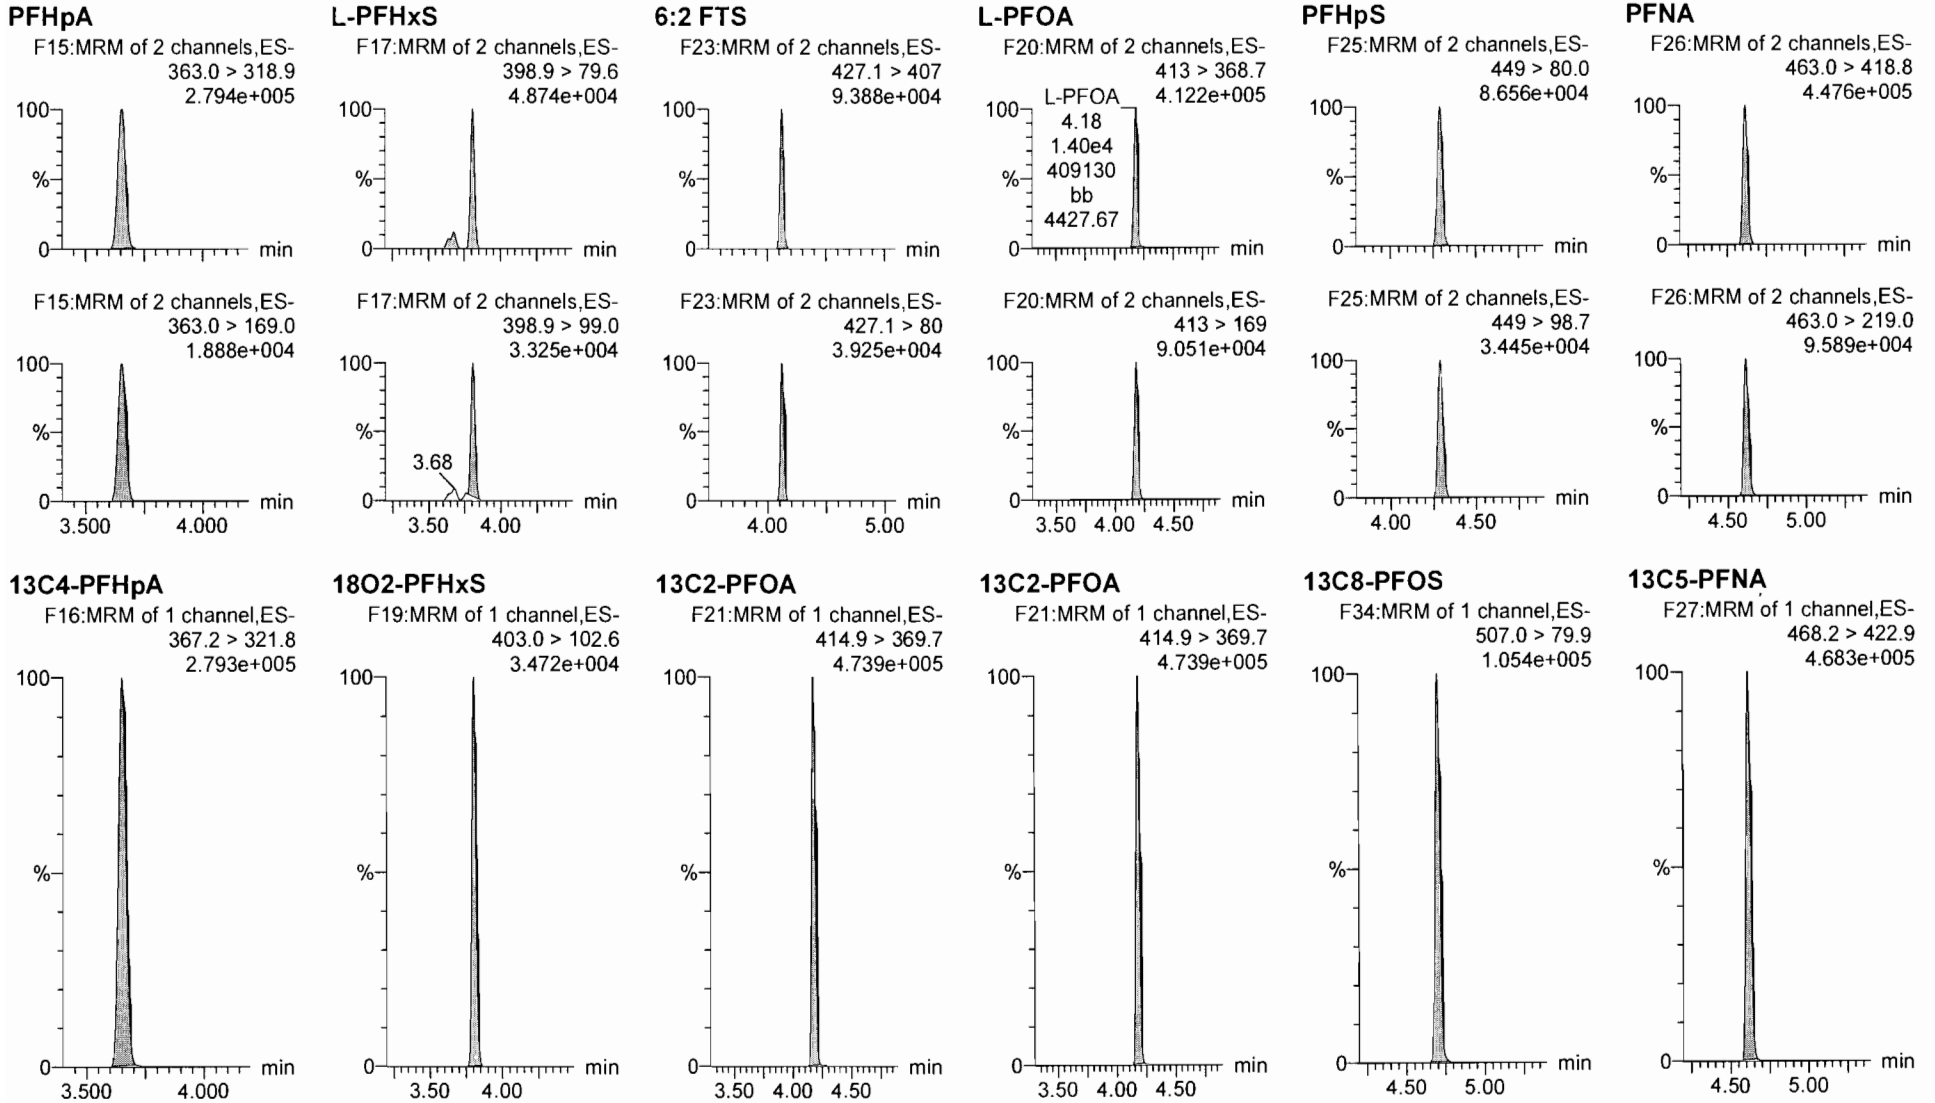 PFHpA
F15:MRM of 2 channels,ES-
363.0 > 318.9
2.794e+005
100
%
0
min
F15:MRM of 2 channels,ES-
363.0 > 169.0
1.888e+004
100
%
0
min
3.500 4.000
L-PFHxS
F17:MRM of 2 channels,ES-
398.9 > 79.6
4.874e+004
100
%
0
min
F17:MRM of 2 channels,ES-
398.9 > 99.0
3.325e+004
100
%
3.68
0
min
3.50 4.00
6:2 FTS
F23:MRM of 2 channels,ES-
427.1 > 407
9.388e+004
100
%
0
min
F23:MRM of 2 channels,ES-
427.1 > 80
3.925e+004
100
%
0
min
4.00 5.00
L-PFOA
F20:MRM of 2 channels,ES-
413 > 368.7
4.122e+005
100
L-PFOA
4.18
1.40e4
409130
bb
4427.67
%
0
min
F20:MRM of 2 channels,ES-
413 > 169
9.051e+004
100
%
0
min
3.50 4.00 4.50
PFHpS
F25:MRM of 2 channels,ES-
449 > 80.0
8.656e+004
100
%
0
min
F25:MRM of 2 channels,ES-
449 > 98.7
3.445e+004
100
%
0
min
4.00 4.50
PFNA
F26:MRM of 2 channels,ES-
463.0 > 418.8
4.476e+005
100
%
0
min
F26:MRM of 2 channels,ES-
463.0 > 219.0
9.589e+004
100
%
0
min
4.50 5.00
13C4-PFHpA
F16:MRM of 1 channel,ES-
367.2 > 321.8
2.793e+005
100
%
0
min
3.500 4.000
18O2-PFHxS
F19:MRM of 1 channel,ES-
403.0 > 102.6
3.472e+004
100
%
0
min
3.50 4.00
13C2-PFOA
F21:MRM of 1 channel,ES-
414.9 > 369.7
4.739e+005
100
%
0
min
3.50 4.00 4.50
13C2-PFOA
F21:MRM of 1 channel,ES-
414.9 > 369.7
4.739e+005
100
%
0
min
3.50 4.00 4.50
13C8-PFOS
F34:MRM of 1 channel,ES-
507.0 > 79.9
1.054e+005
100
%
0
min
4.50 5.00
13C5-PFNA
F27:MRM of 1 channel,ES-
468.2 > 422.9
4.683e+005
100
%
0
min
4.50 5.00